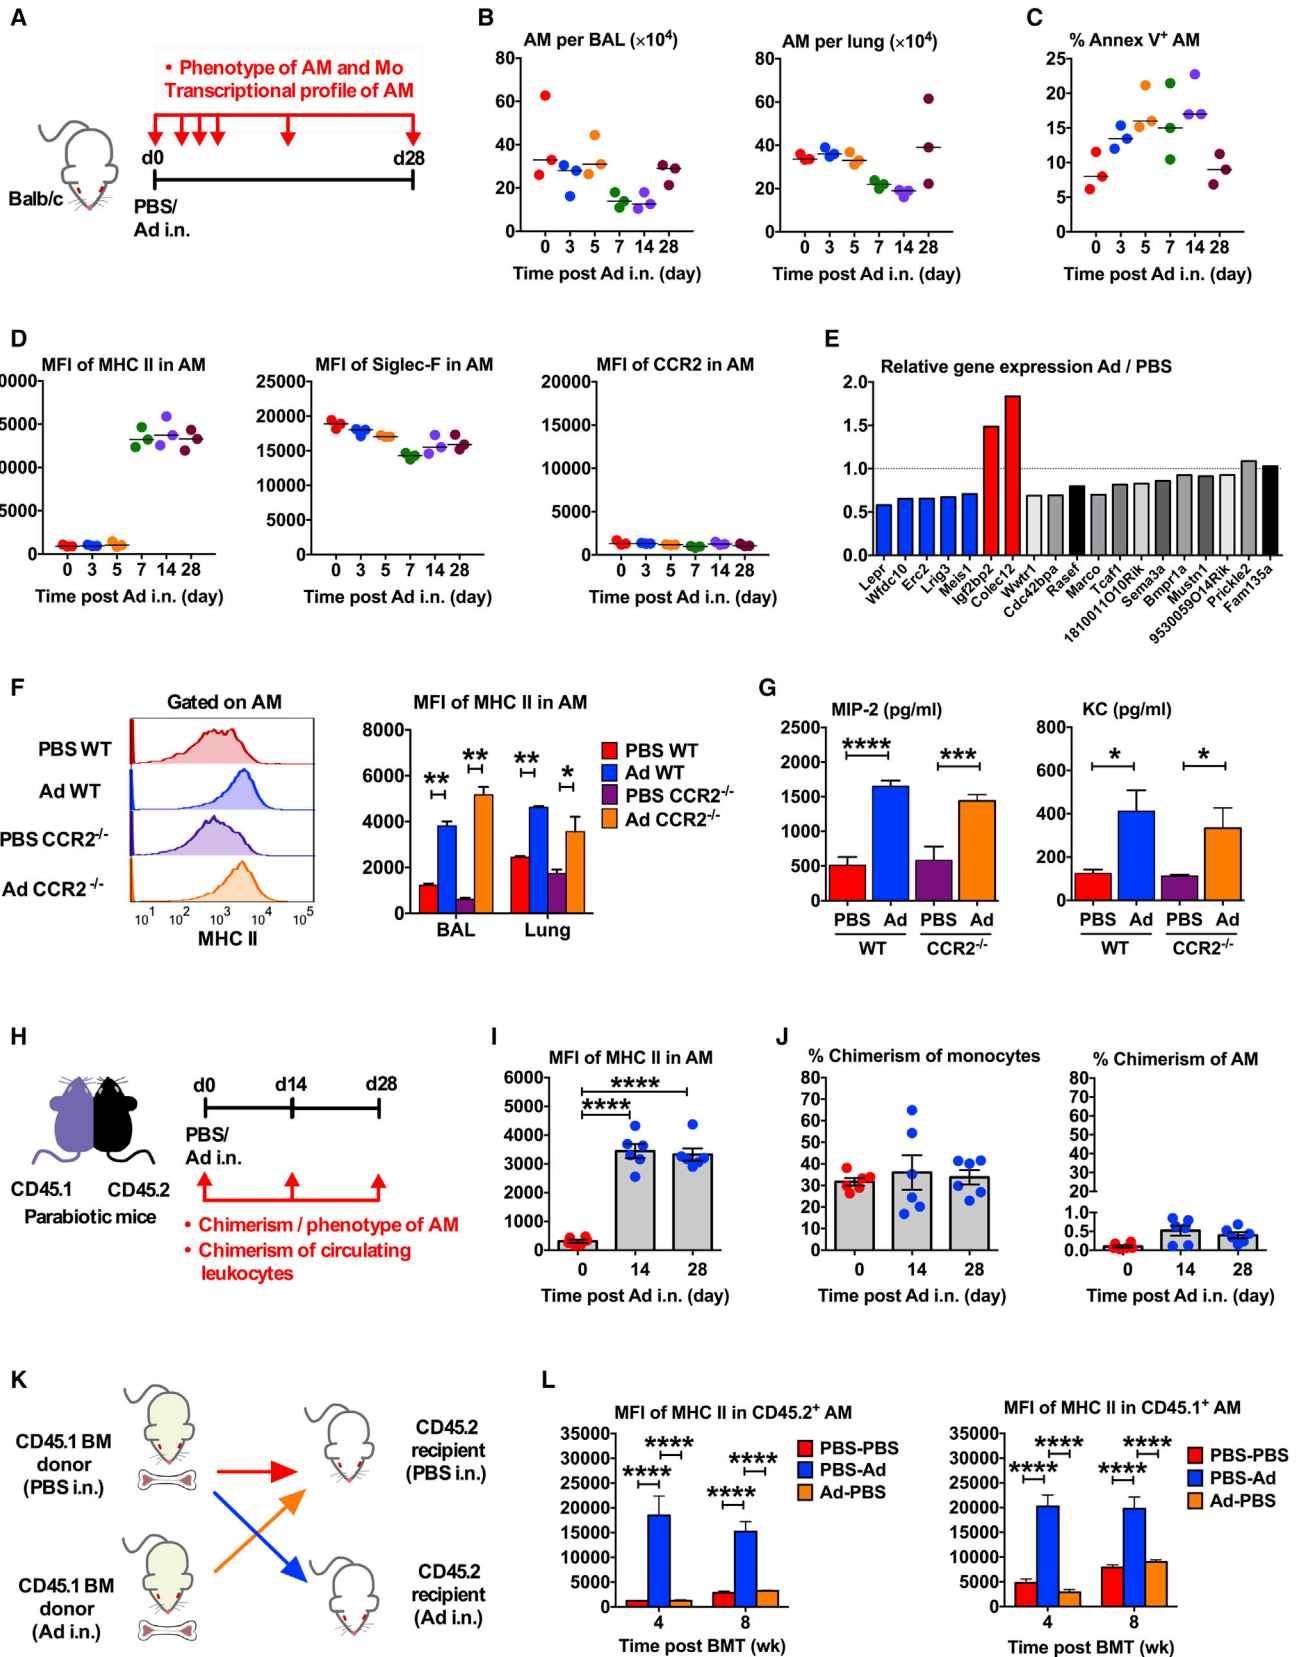 A
• Phenotype of AM and Mo
Transcriptional profile of AM
d0
d28
Balb/c
PBS/
Ad i.n.
B
AM per BAL (×10⁴)
80
60
40
20
0
0 3 5 7 14 28
Time post Ad i.n. (day)
AM per lung (×10⁴)
80
60
40
20
0
0 3 5 7 14 28
Time post Ad i.n. (day)
C
% Annex V⁺ AM
25
20
15
10
5
0
0 3 5 7 14 28
Time post Ad i.n. (day)
D
MFI of MHC II in AM
0000
5000
0000
5000
0
0 3 5 7 14 28
Time post Ad i.n. (day)
MFI of Siglec-F in AM
25000
20000
15000
10000
5000
0
0 3 5 7 14 28
Time post Ad i.n. (day)
MFI of CCR2 in AM
20000
15000
10000
5000
0
0 3 5 7 14 28
Time post Ad i.n. (day)
E
Relative gene expression Ad / PBS
2.0
1.5
1.0
0.5
0.0
Lepr
Wfdc10
Erc2
Lrig3
Meis1
Igf2bp2
Colec12
Wwtr1
Cdc42bpa
Rasef
Marco
Tcaf1
1810011O10Rik
Sema3a
Bmpr1a
Mustn1
9530059O14Rik
Prickle2
Fam135a
F
Gated on AM
PBS WT
Ad WT
PBS CCR2⁻/⁻
Ad CCR2 ⁻/⁻
10¹ 10² 10³ 10⁴ 10⁵
MHC II
MFI of MHC II in AM
8000
6000
4000
2000
0
** ** ** *
BAL Lung
PBS WT
Ad WT
PBS CCR2⁻/⁻
Ad CCR2⁻/⁻
G
MIP-2 (pg/ml)
2500
2000
1500
1000
500
0
**** ***
PBS Ad PBS Ad
WT CCR2⁻/⁻
KC (pg/ml)
800
600
400
200
0
* *
PBS Ad PBS Ad
WT CCR2⁻/⁻
H
d0 d14 d28
PBS/
Ad i.n.
CD45.1 CD45.2
Parabiotic mice
• Chimerism / phenotype of AM
• Chimerism of circulating
leukocytes
I
MFI of MHC II in AM
6000
5000
4000
3000
2000
1000
0
****
****
0 14 28
Time post Ad i.n. (day)
J
% Chimerism of monocytes
80
70
60
50
40
30
20
10
0
0 14 28
Time post Ad i.n. (day)
% Chimerism of AM
80
70
60
50
40
30
20
1.0
0.5
0.0
0 14 28
Time post Ad i.n. (day)
K
CD45.1 BM
donor
(PBS i.n.)
CD45.2
recipient
(PBS i.n.)
CD45.1 BM
donor
(Ad i.n.)
CD45.2
recipient
(Ad i.n.)
L
MFI of MHC II in CD45.2⁺ AM
35000
30000
25000
20000
15000
10000
5000
0
**** ****
**** ****
4 8
Time post BMT (wk)
PBS-PBS
PBS-Ad
Ad-PBS
MFI of MHC II in CD45.1⁺ AM
35000
30000
25000
20000
15000
10000
5000
0
**** ****
**** ****
4 8
Time post BMT (wk)
PBS-PBS
PBS-Ad
Ad-PBS